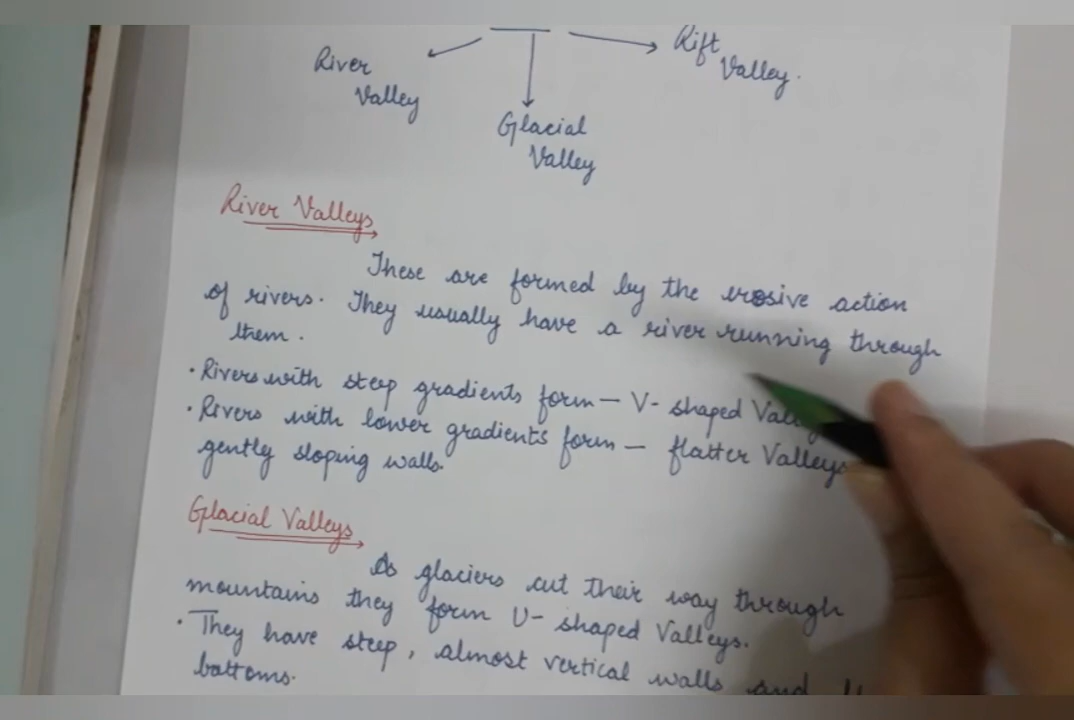 River
Valley
Glacial
Valley
Rift
Valley.
River Valleys
These are formed by the erosive action
of rivers. They usually have a river running through
them.
• Rivers with steep gradients form — V- shaped
• Rivers with lower gradients form — flatter Valleys
gently sloping walls.
Glacial Valleys
As glaciers cut their way through
mountains they form U- shaped Valleys.
• They have steep, almost vertical walls and
bottoms.